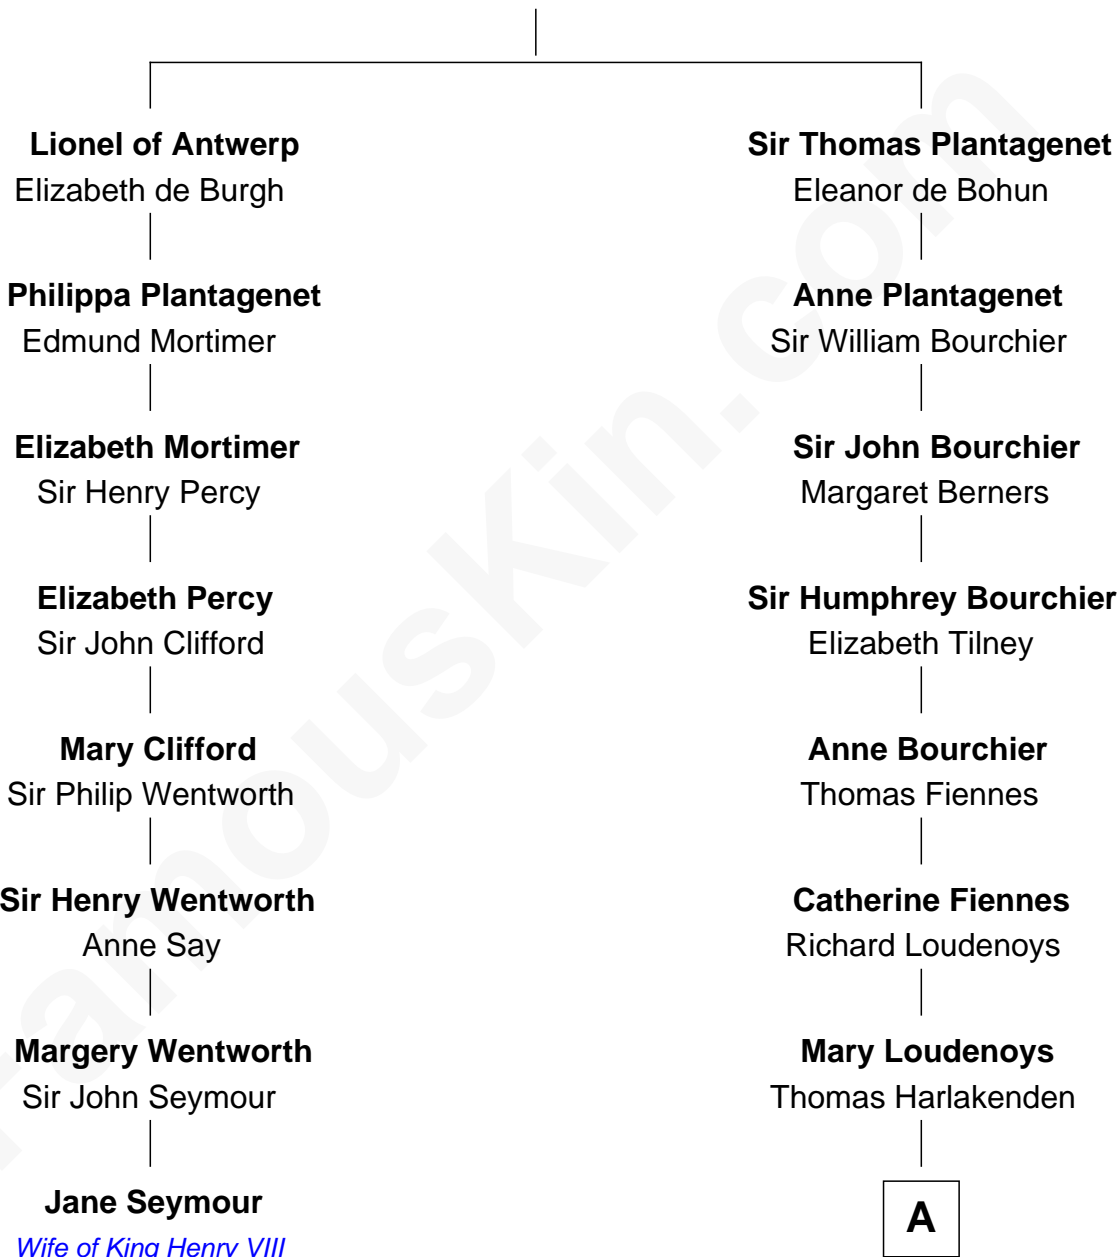 Lionel of Antwerp
Elizabeth de Burgh
Philippa Plantagenet
Edmund Mortimer
Elizabeth Mortimer
Sir Henry Percy
Elizabeth Percy
Sir John Clifford
Mary Clifford
Sir Philip Wentworth
Sir Henry Wentworth
Anne Say
Margery Wentworth
Sir John Seymour
Jane Seymour
Wife of King Henry VIII
Sir Thomas Plantagenet
Eleanor de Bohun
Anne Plantagenet
Sir William Bourchier
Sir John Bourchier
Margaret Berners
Sir Humphrey Bourchier
Elizabeth Tilney
Anne Bourchier
Thomas Fiennes
Catherine Fiennes
Richard Loudenoys
Mary Loudenoys
Thomas Harlakenden
A
FamousKin.com